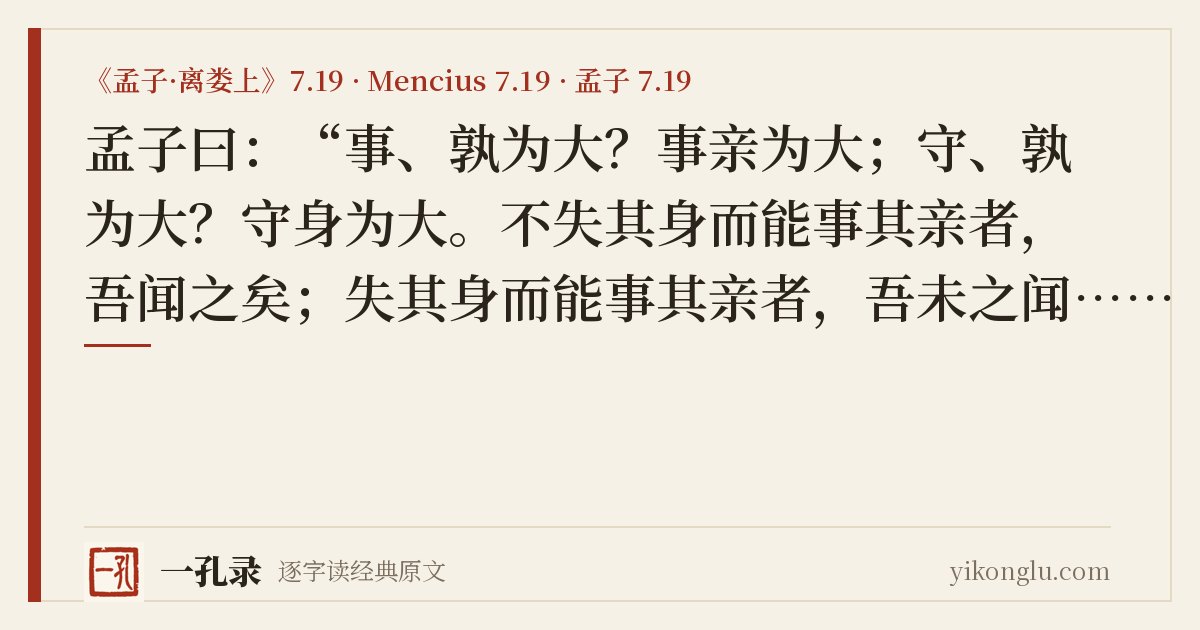 《孟子·离娄上》7.19 · Mencius 7.19 · 孟子 7.19
孟子曰：“事、孰为大？事亲为大；守、孰
为大？守身为大。不失其身而能事其亲者，
吾闻之矣；失其身而能事其亲者，吾未之闻……
一孔
一孔录 逐字读经典原文
yikonglu.com